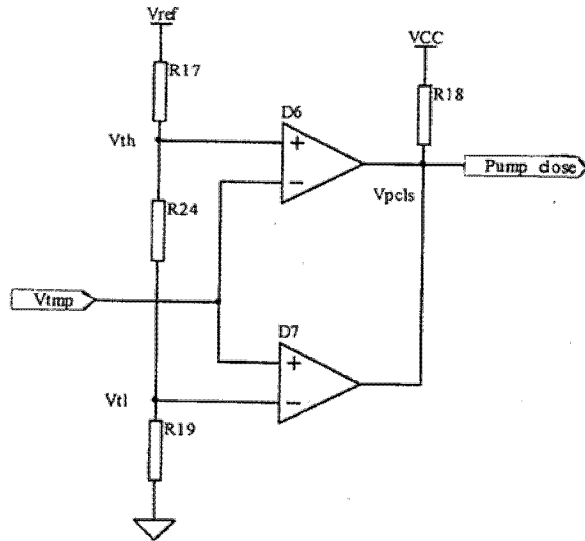 Vref
VCC
R17
R18
D6
Vth
+
−
Pump close
R24
Vpcls
Vtmp
D7
+
−
Vtl
R19